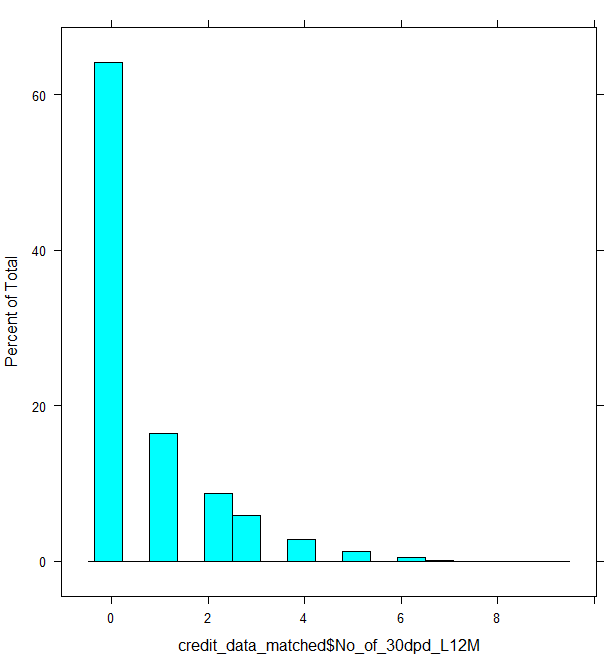 60
40
20
0
Percent of Total
0 2 4 6 8
credit_data_matched$No_of_30dpd_L12M